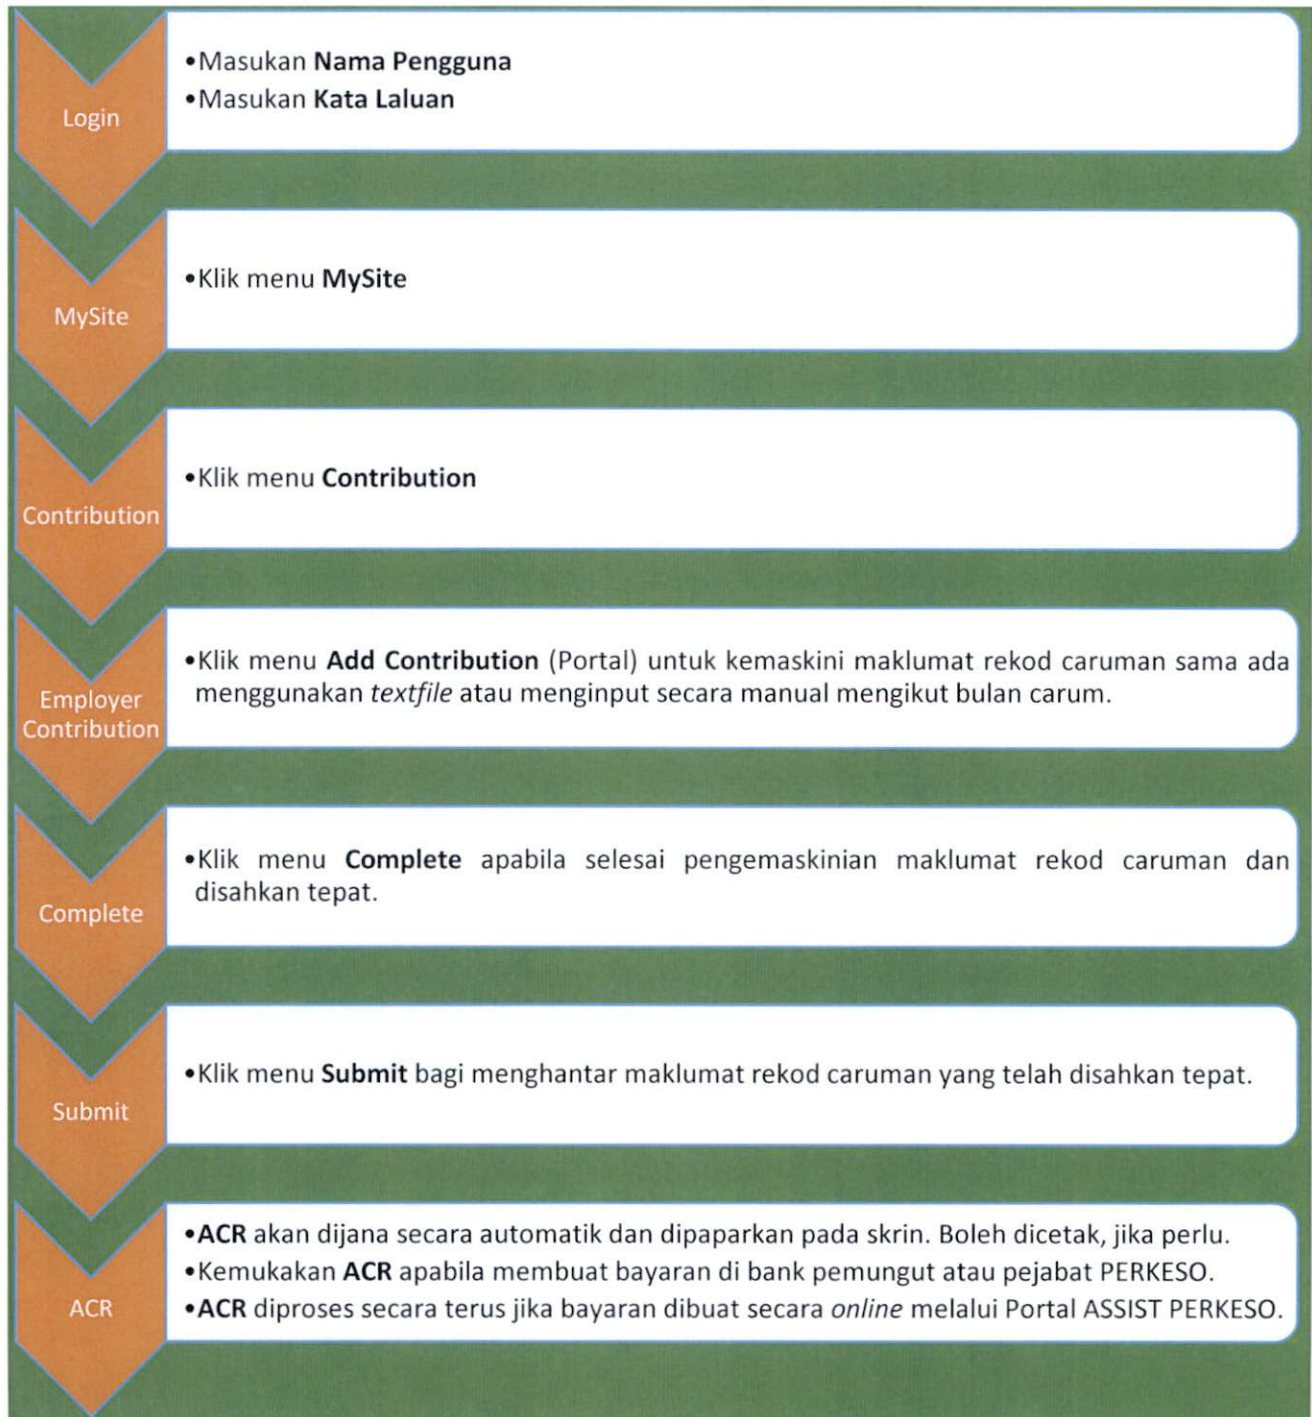 Login
•Masukan Nama Pengguna
•Masukan Kata Laluan
MySite
•Klik menu MySite
Contribution
•Klik menu Contribution
Employer
Contribution
•Klik menu Add Contribution (Portal) untuk kemaskini maklumat rekod caruman sama ada
menggunakan textfile atau menginput secara manual mengikut bulan carum.
Complete
•Klik menu Complete apabila selesai pengemaskinian maklumat rekod caruman dan
disahkan tepat.
Submit
•Klik menu Submit bagi menghantar maklumat rekod caruman yang telah disahkan tepat.
ACR
•ACR akan dijana secara automatik dan dipaparkan pada skrin. Boleh dicetak, jika perlu.
•Kemukakan ACR apabila membuat bayaran di bank pemungut atau pejabat PERKESO.
•ACR diproses secara terus jika bayaran dibuat secara online melalui Portal ASSIST PERKESO.